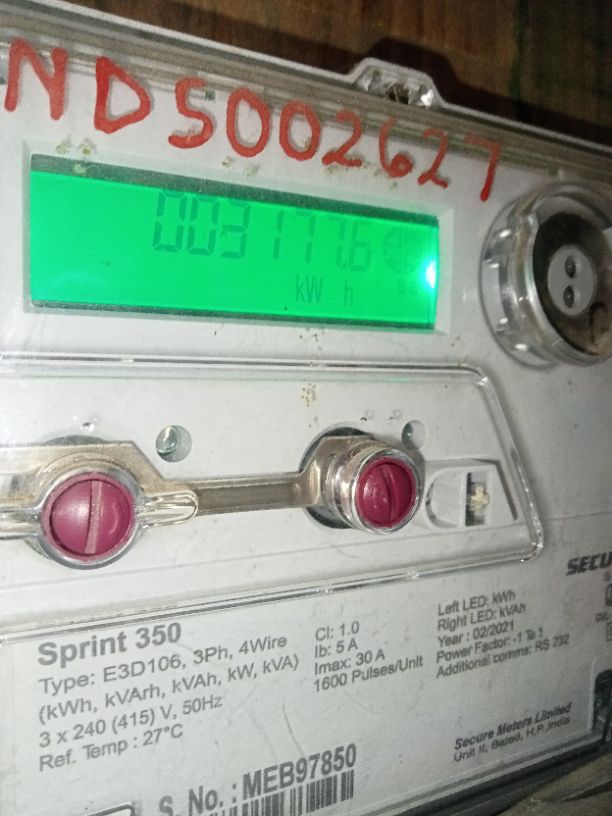 ND5002627
003177.6
kW h
SECU
Sprint 350
Type: E3D106, 3Ph, 4Wire
(kWh, kVArh, kVAh, kW, kVA)
3 x 240 (415) V, 50Hz
Ref. Temp : 27°C
Cl: 1.0
Ib: 5 A
Imax: 30 A
1600 Pulses/Unit
Left LED: kWh
Right LED: kVAh
Year : 02/2021
Power Factor: -1 To 1
Additional comms: RS 232
Secure Meters Limited
Unit II, Bated, H.P. India
S. No. : MEB97850